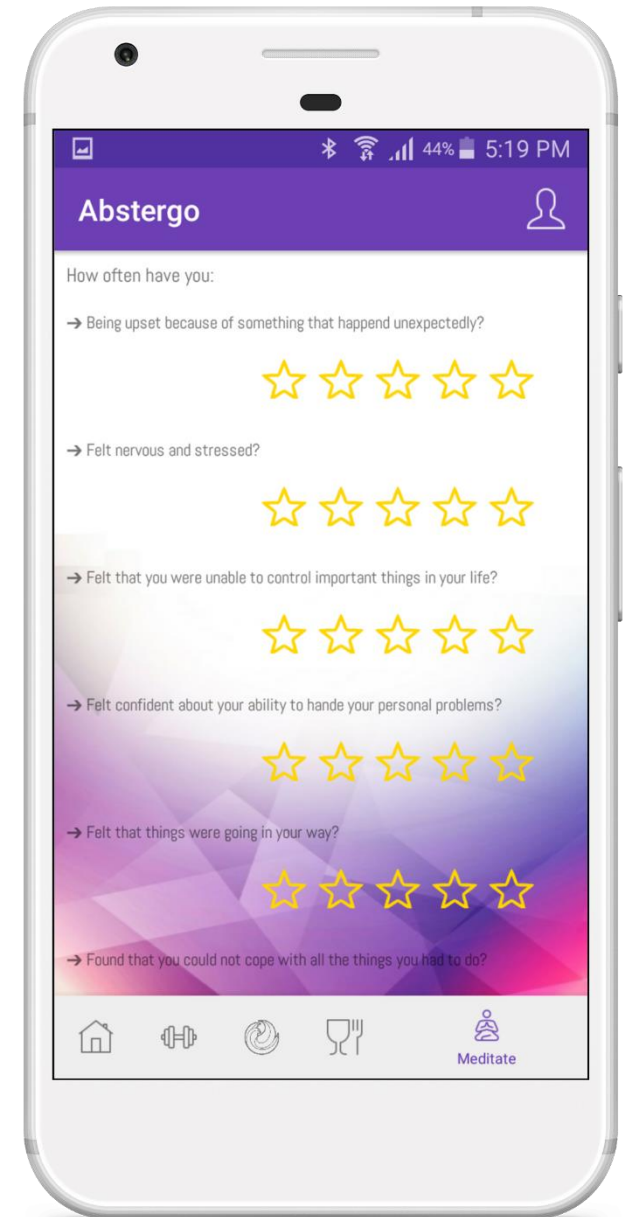 44% 5:19 PM
Abstergo
How often have you:
→ Being upset because of something that happend unexpectedly?
→ Felt nervous and stressed?
→ Felt that you were unable to control important things in your life?
→ Felt confident about your ability to hande your personal problems?
→ Felt that things were going in your way?
→ Found that you could not cope with all the things you had to do?
Meditate